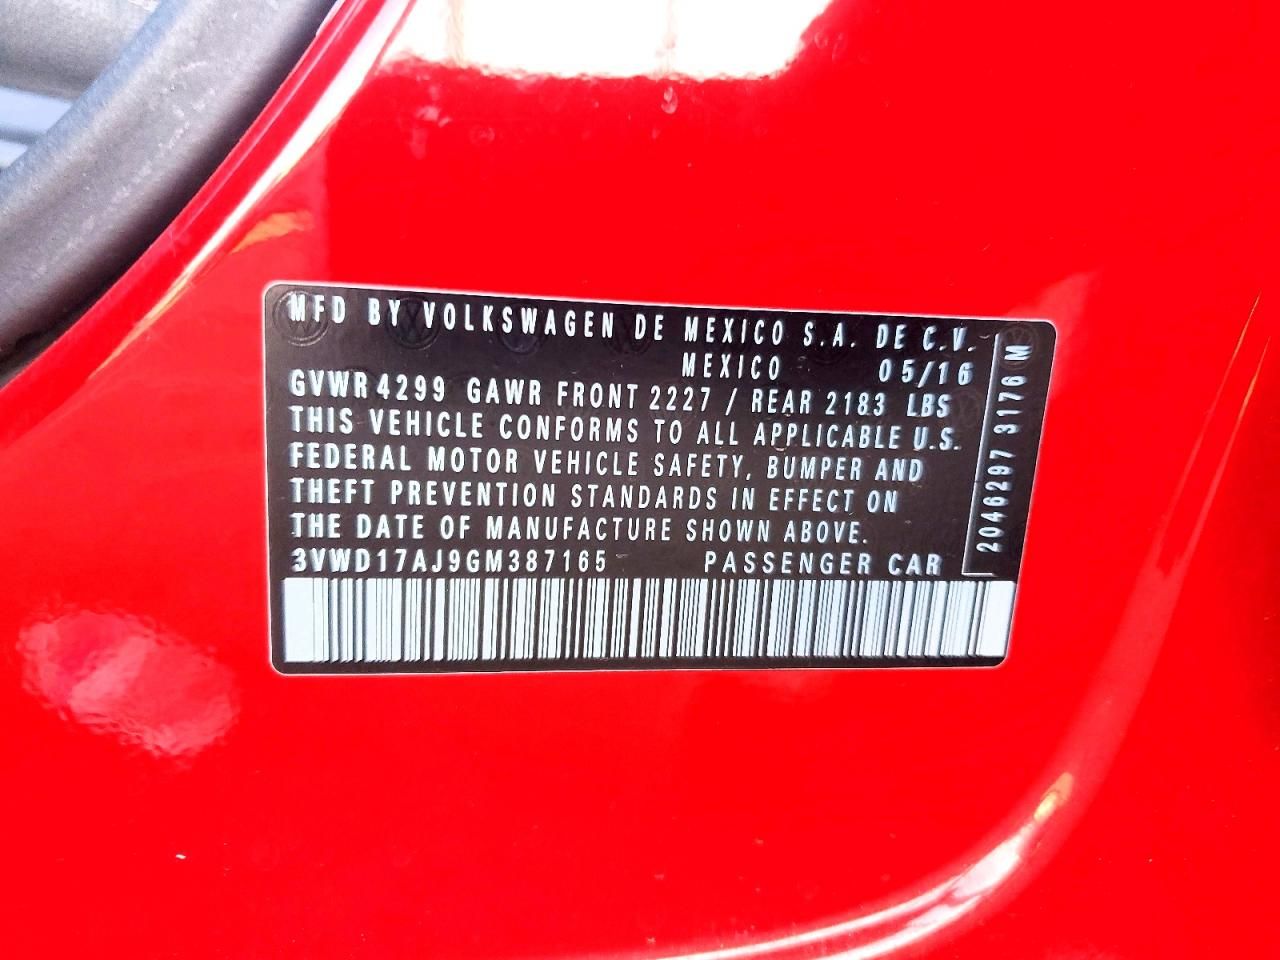 MFD BY VOLKSWAGEN DE MEXICO S.A. DE C.V.
MEXICO 05/16
GVWR 4299 GAWR FRONT 2227 / REAR 2183 LBS
THIS VEHICLE CONFORMS TO ALL APPLICABLE U.S.
FEDERAL MOTOR VEHICLE SAFETY, BUMPER AND
THEFT PREVENTION STANDARDS IN EFFECT ON
THE DATE OF MANUFACTURE SHOWN ABOVE.
3VWD17AJ9GM387165 PASSENGER CAR
2046297 3176 M